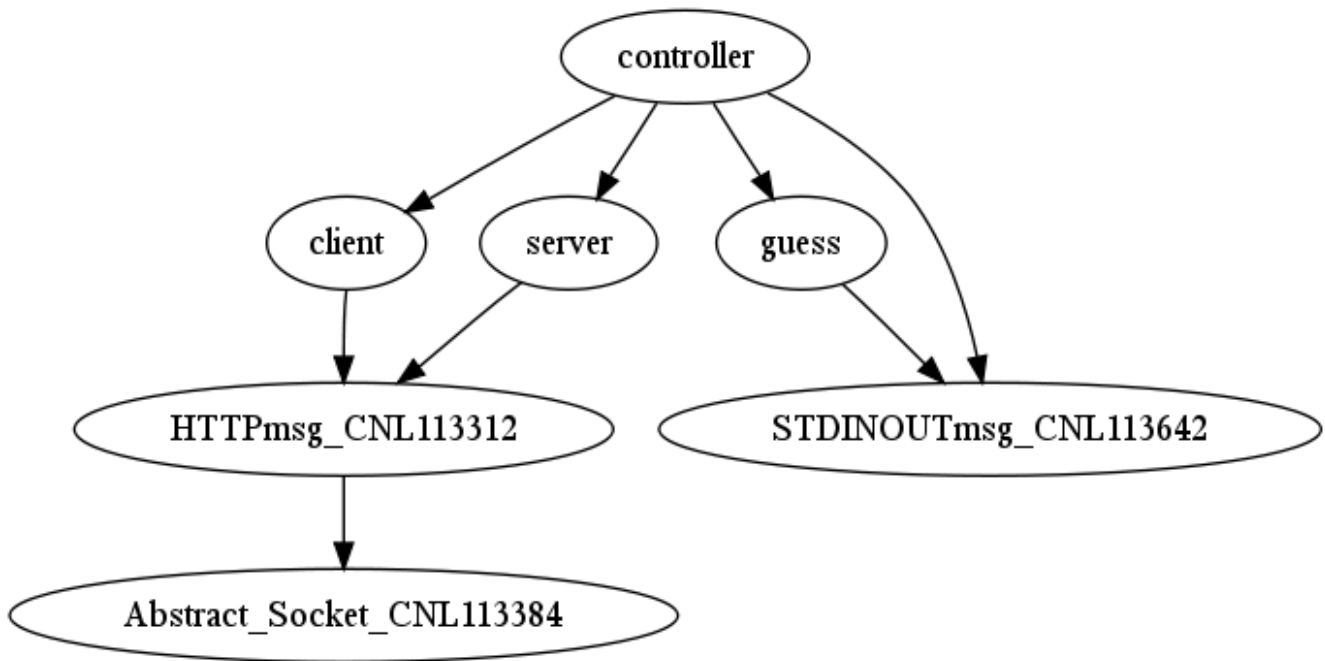 controller
client
server
guess
HTTPmsg_CNL113312
STDINOUTmsg_CNL113642
Abstract_Socket_CNL113384